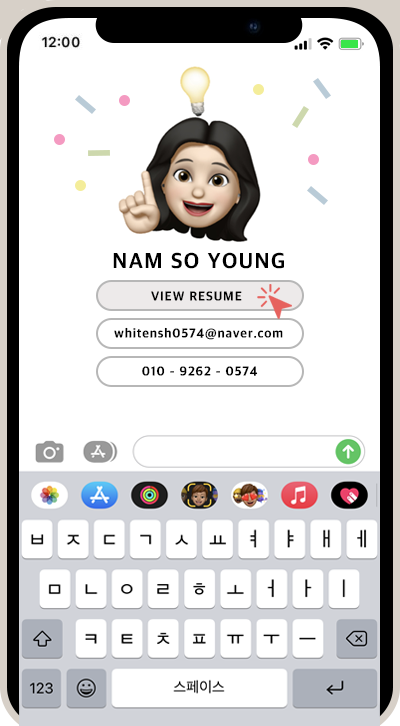 12:00
NAM SO YOUNG
VIEW RESUME
whitensh0574@naver.com
010 - 9262 - 0574
ㅂ ㅈ ㄷ ㄱ ㅅ ㅛ ㅕ ㅑ ㅐ ㅔ
ㅁ ㄴ ㅇ ㄹ ㅎ ㅗ ㅓ ㅏ ㅣ
ㅋ ㅌ ㅊ ㅍ ㅠ ㅜ ㅡ
123 스페이스